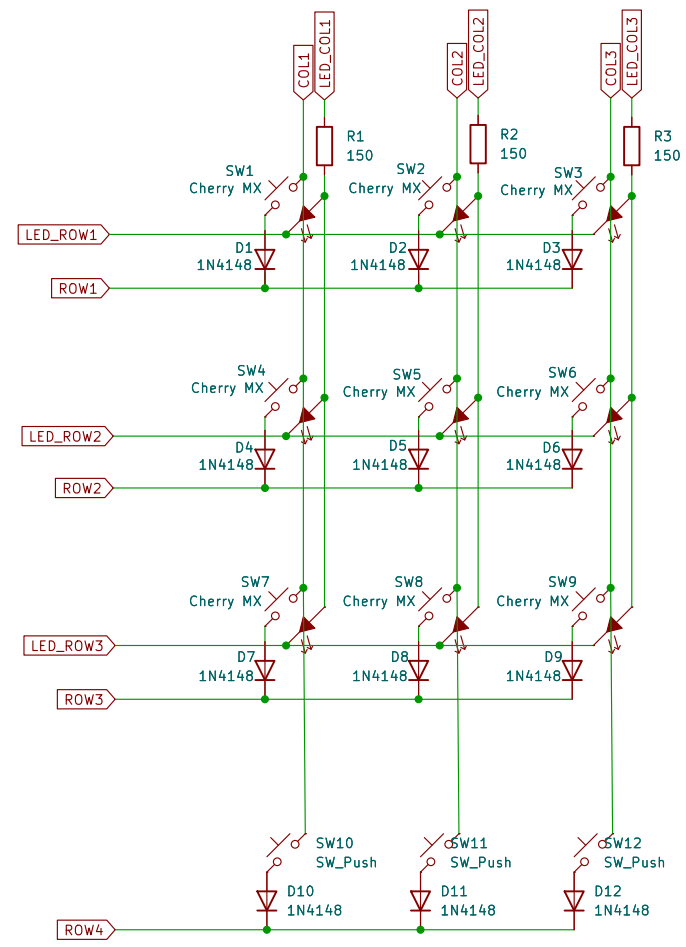 COL1
LED_COL1
COL2
LED_COL2
COL3
LED_COL3
R1
150
R2
150
R3
150
SW1
Cherry MX
SW2
Cherry MX
SW3
Cherry MX
LED_ROW1
D1
1N4148
D2
1N4148
D3
1N4148
ROW1
SW4
Cherry MX
SW5
Cherry MX
SW6
Cherry MX
LED_ROW2
D4
1N4148
D5
1N4148
D6
1N4148
ROW2
SW7
Cherry MX
SW8
Cherry MX
SW9
Cherry MX
LED_ROW3
D7
1N4148
D8
1N4148
D9
1N4148
ROW3
SW10
SW_Push
SW11
SW_Push
SW12
SW_Push
D10
1N4148
D11
1N4148
D12
1N4148
ROW4